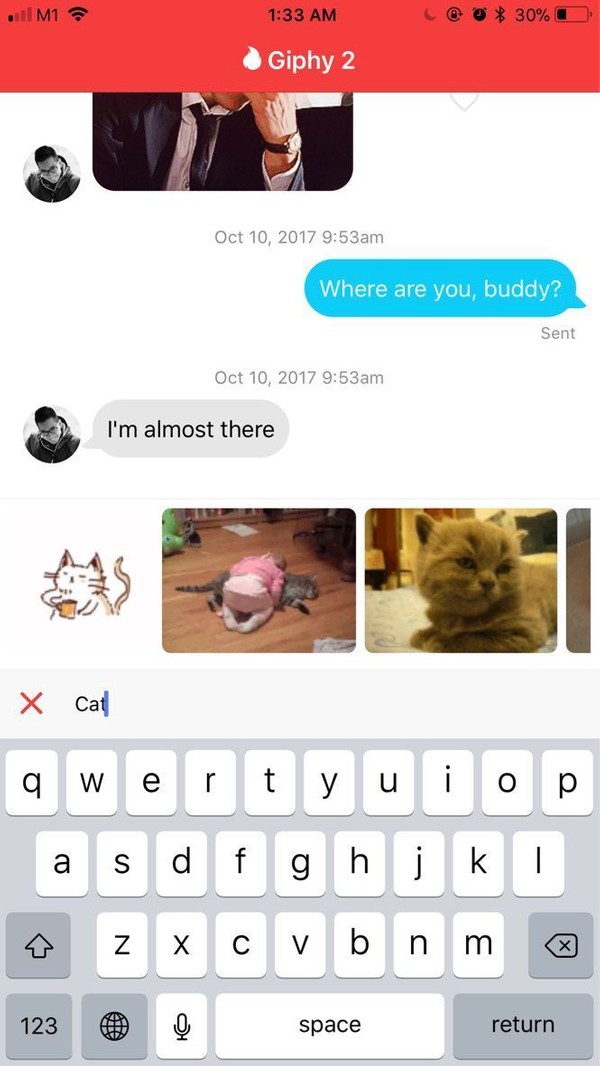 M1
1:33 AM
30%
Giphy 2
Oct 10, 2017 9:53am
Where are you, buddy?
Sent
Oct 10, 2017 9:53am
I'm almost there
Cat
q w e r t y u i o p
a s d f g h j k l
z x c v b n m
123 space return